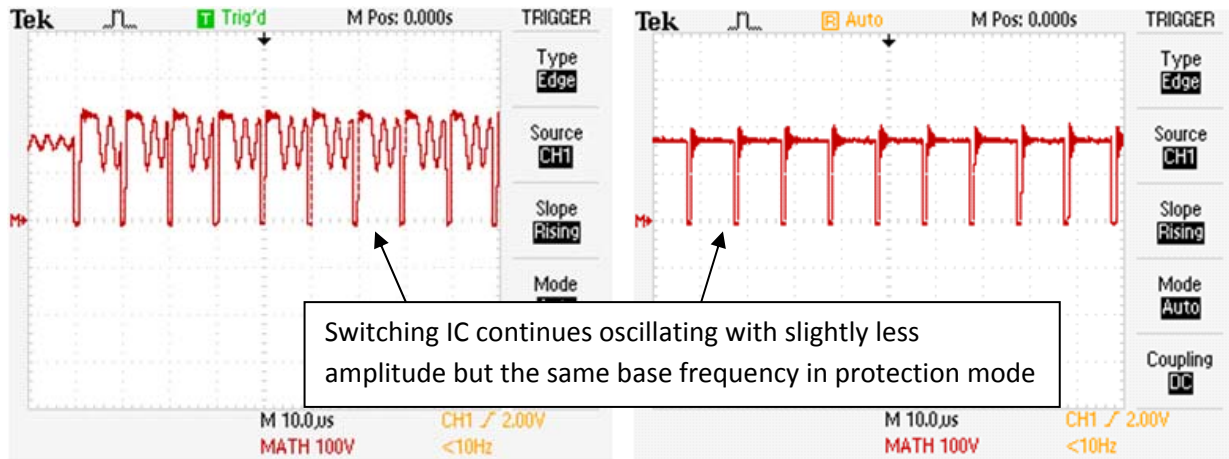 Tek T Trig'd M Pos: 0.000s TRIGGER
Type
Edge
Source
CH1
Slope
Rising
Mode
M
M 10.0µs CH1 2.00V
MATH 100V <10Hz
Tek R Auto M Pos: 0.000s TRIGGER
Type
Edge
Source
CH1
Slope
Rising
Mode
Auto
Coupling
DC
M
M 10.0µs CH1 2.00V
MATH 100V <10Hz
Switching IC continues oscillating with slightly less
amplitude but the same base frequency in protection mode